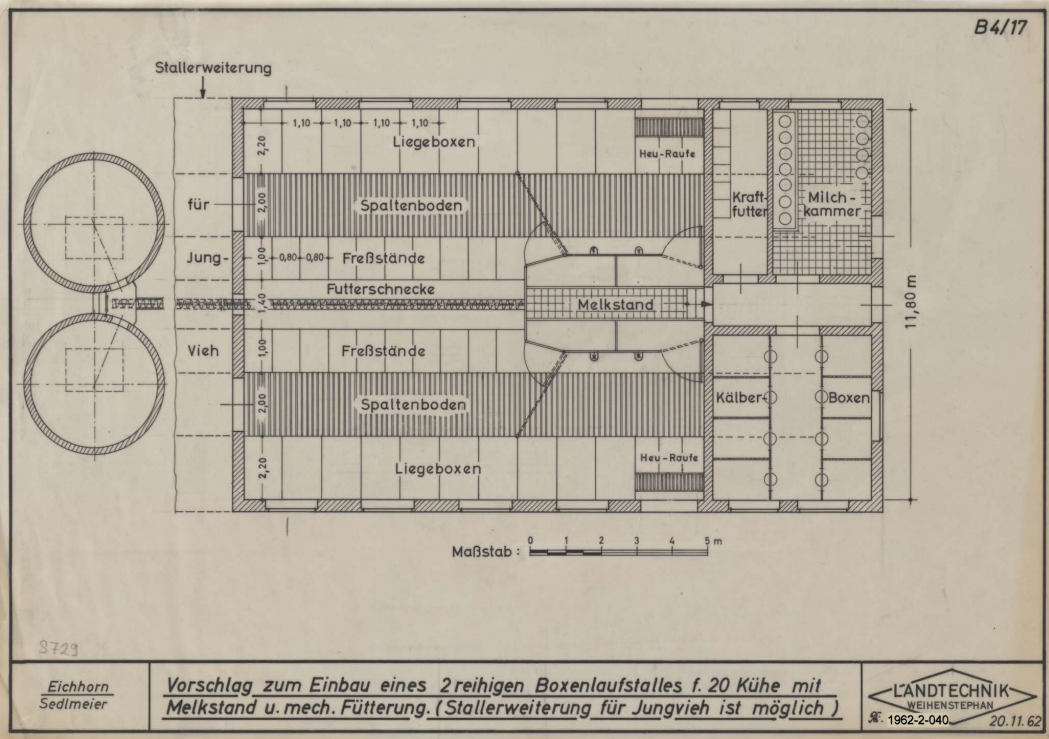 B4/17
Stallerweiterung
1,10 1,10 1,10 1,10
2,20
Liegeboxen
Heu-Raufe
für
2,00
Spaltenboden
Kraft-
futter
Milch-
kammer
Jung-
1,00
0,80 0,80
Freßstände
Futterschnecke
1,40
Melkstand
11,80 m
Vieh
1,00
Freßstände
2,00
Spaltenboden
Kälber-
Boxen
2,20
Liegeboxen
Heu-Raufe
Maßstab: 0 1 2 3 4 5 m
S729
Eichhorn
Sedlmeier
Vorschlag zum Einbau eines 2reihigen Boxenlaufstalles f. 20 Kühe mit
Melkstand u. mech. Fütterung. (Stallerweiterung für Jungvieh ist möglich)
LANDTECHNIK
WEIHENSTEPHAN
1962-2-040
20.11.62